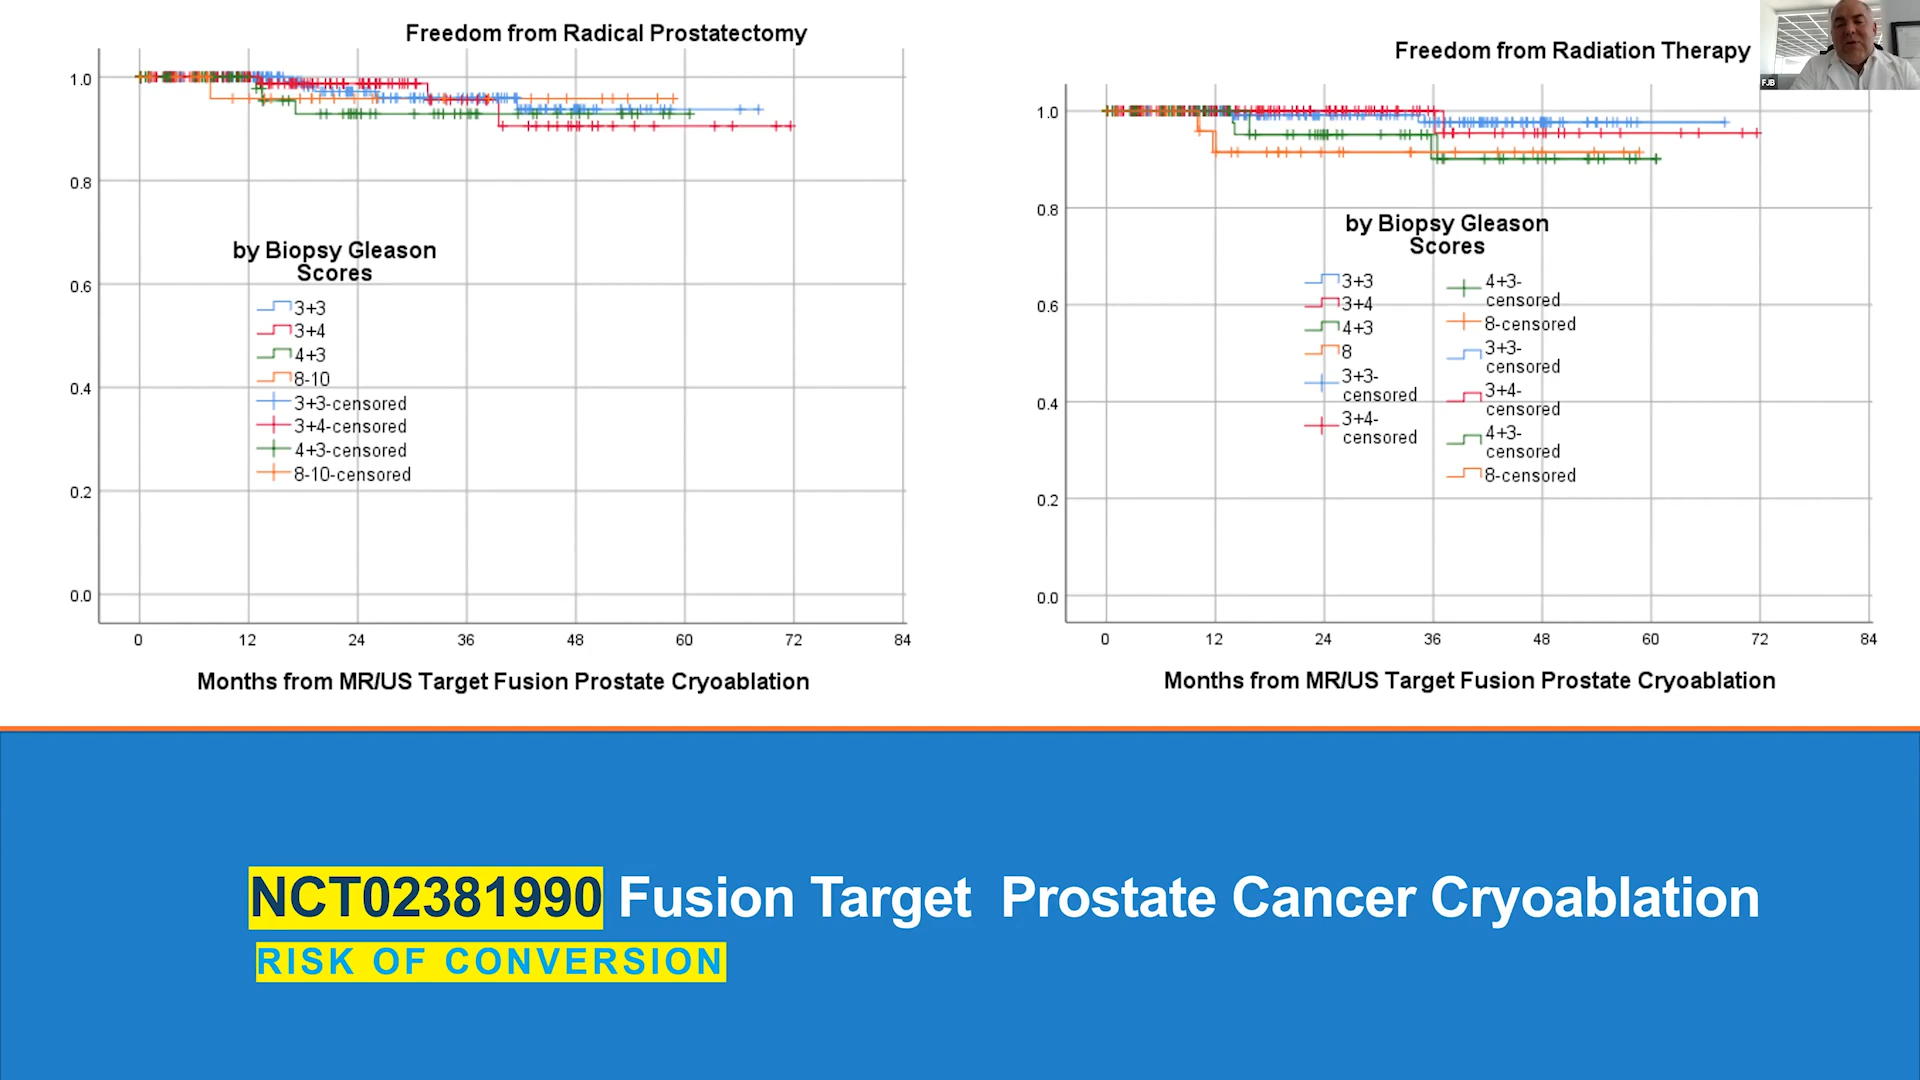 Freedom from Radical Prostatectomy
1.0
0.8
0.6
0.4
0.2
0.0
by Biopsy Gleason
Scores
3+3
3+4
4+3
8-10
3+3-censored
3+4-censored
4+3-censored
8-10-censored
0 12 24 36 48 60 72 84
Months from MR/US Target Fusion Prostate Cryoablation
Freedom from Radiation Therapy
1.0
0.8
0.6
0.4
0.2
0.0
by Biopsy Gleason
Scores
3+3
3+4
4+3
8
3+3-
censored
3+4-
censored
4+3-
censored
8-censored
3+3-
censored
3+4-
censored
4+3-
censored
8-censored
0 12 24 36 48 60 72 84
Months from MR/US Target Fusion Prostate Cryoablation
FJB
NCT02381990 Fusion Target Prostate Cancer Cryoablation
RISK OF CONVERSION